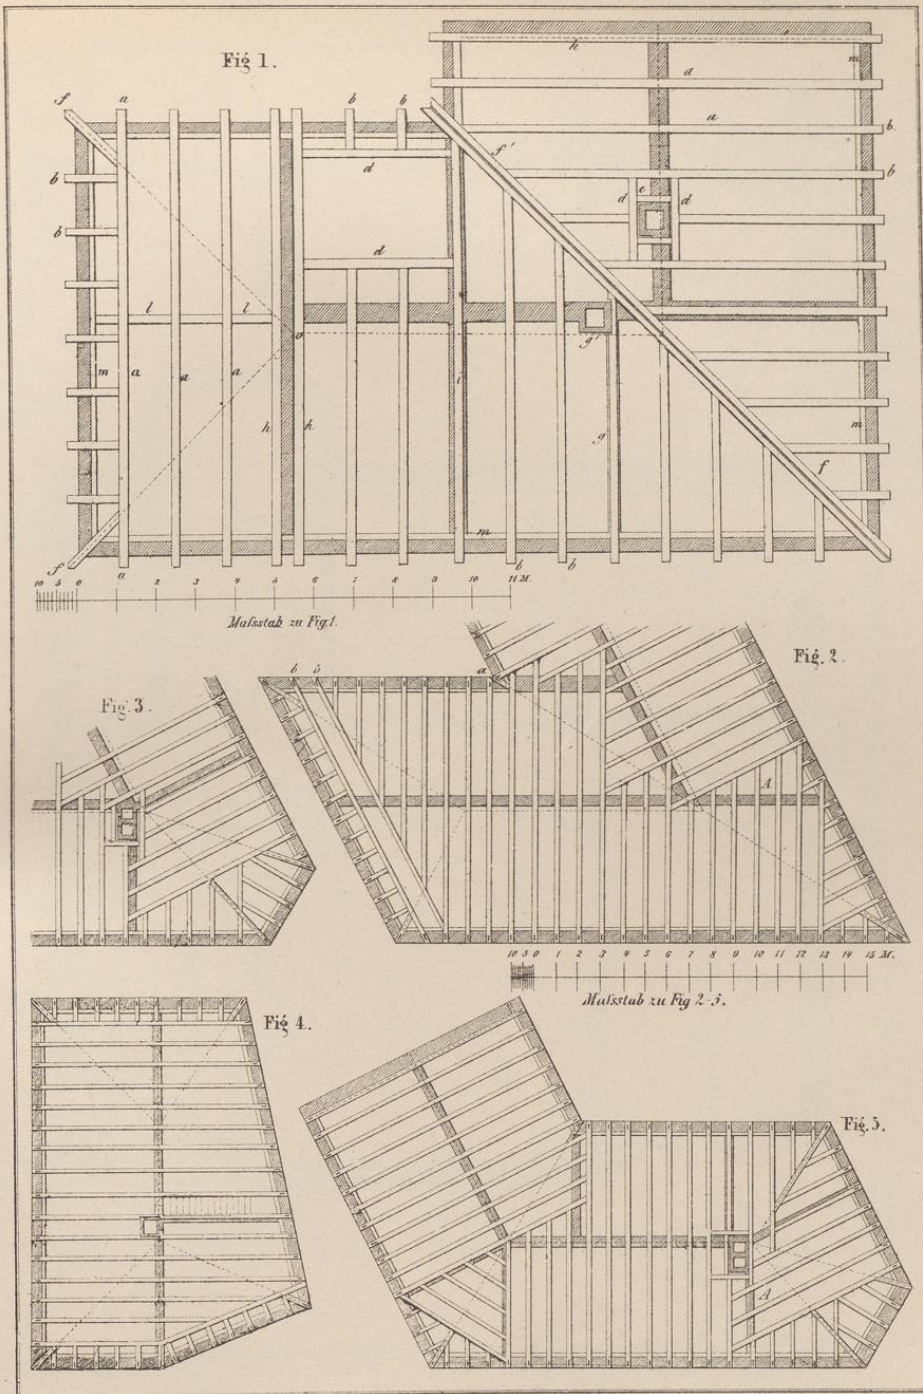 Fig 1.
f a b b h m
a
a b.
f' b
d e d b
b d
b l l v g'
m a a a h h i g m
f
m
f a b b
10 5 0 1 2 3 4 5 6 7 8 9 10 11 M.
Maſsstab zu Fig.1.
Fig. 2.
b b a
A
10 5 0 1 2 3 4 5 6 7 8 9 10 11 12 13 14 15 M.
Maſsstab zu Fig 2-5.
Fig. 3.
Fig 4.
Fig. 5.
A